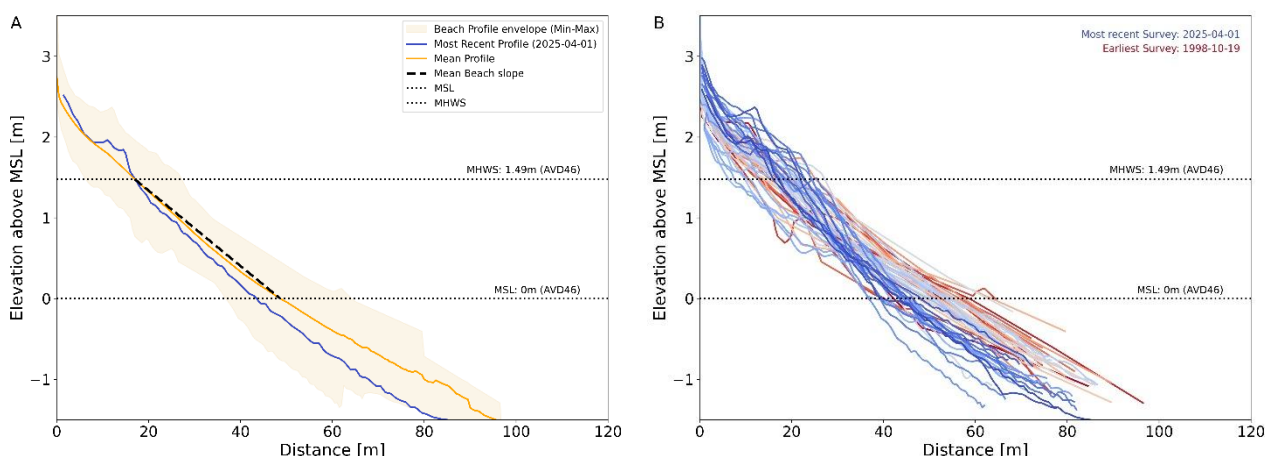 A
Elevation above MSL [m]
3
2
1
0
−1
Beach Profile envelope (Min-Max)
Most Recent Profile (2025-04-01)
Mean Profile
Mean Beach slope
MSL
MHWS
MHWS: 1.49m (AVD46)
MSL: 0m (AVD46)
0 20 40 60 80 100 120
Distance [m]
B
Elevation above MSL [m]
3
2
1
0
−1
Most recent Survey: 2025-04-01
Earliest Survey: 1998-10-19
MHWS: 1.49m (AVD46)
MSL: 0m (AVD46)
0 20 40 60 80 100 120
Distance [m]